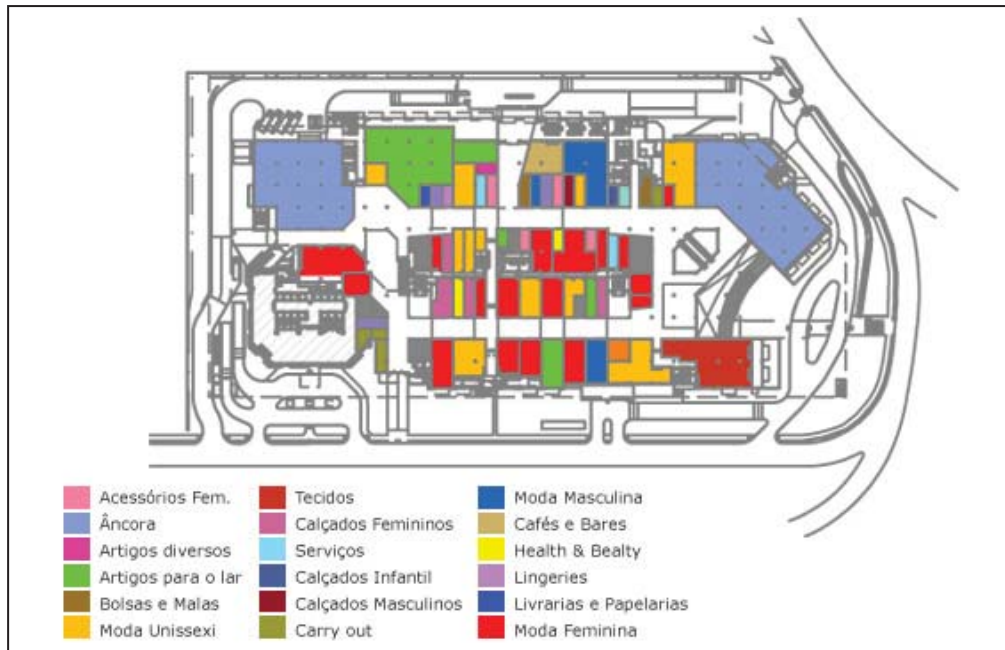 Acessórios Fem.
Âncora
Artigos diversos
Artigos para o lar
Bolsas e Malas
Moda Unissexi
Tecidos
Calçados Femininos
Serviços
Calçados Infantil
Calçados Masculinos
Carry out
Moda Masculina
Cafés e Bares
Health & Bealty
Lingeries
Livrarias e Papelarias
Moda Feminina